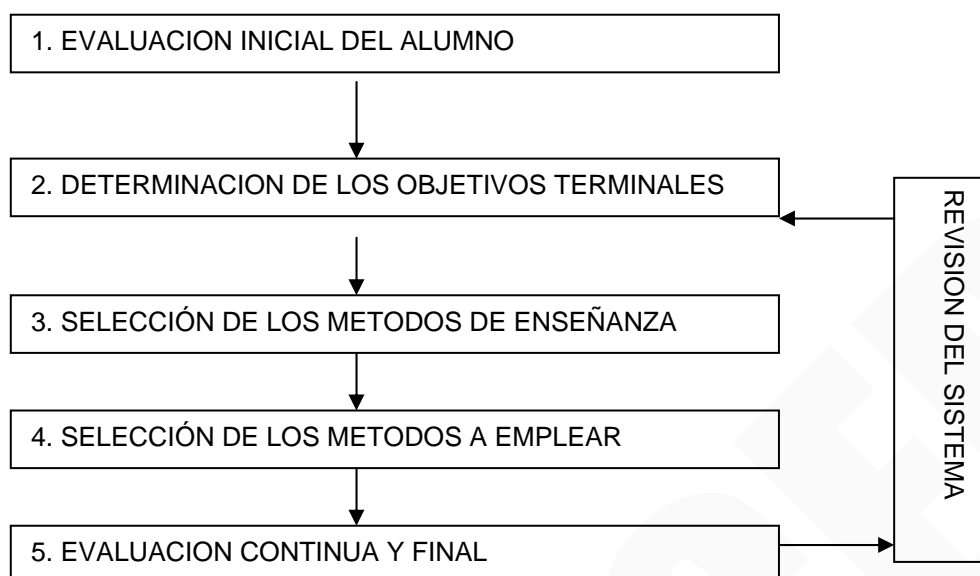 1. EVALUACION INICIAL DEL ALUMNO
2. DETERMINACION DE LOS OBJETIVOS TERMINALES
3. SELECCIÓN DE LOS METODOS DE ENSEÑANZA
4. SELECCIÓN DE LOS METODOS A EMPLEAR
5. EVALUACION CONTINUA Y FINAL
REVISION DEL SISTEMA